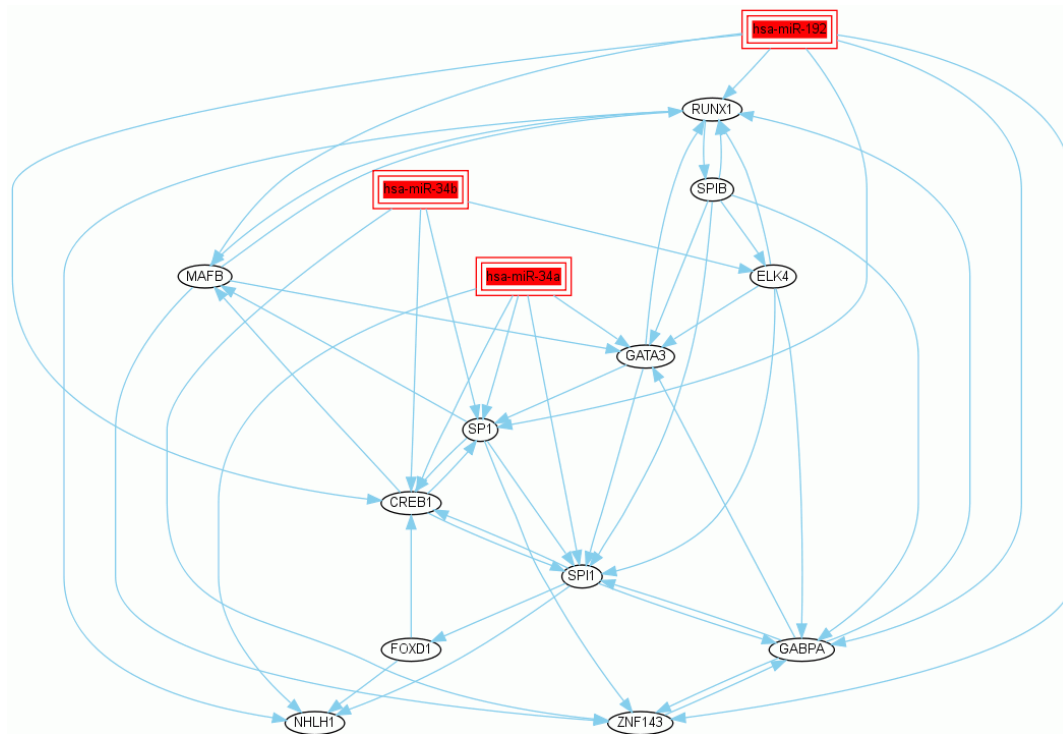 hsa-miR-192
RUNX1
hsa-miR-34b
SPIB
MAFB
hsa-miR-34a
ELK4
GATA3
SP1
CREB1
SPI1
FOXD1
GABPA
NHLH1
ZNF143